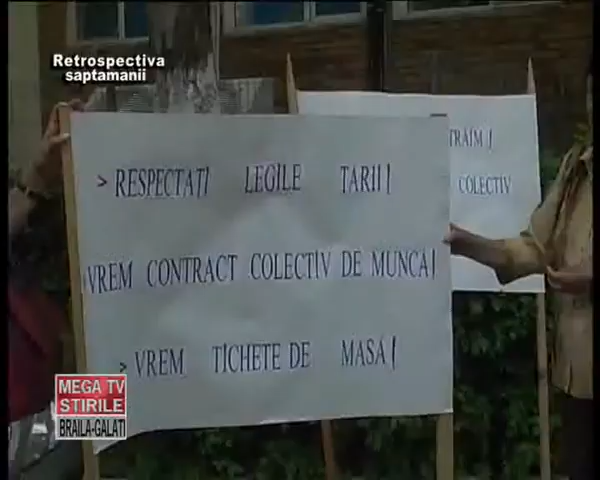 Retrospectiva
saptamanii
TRAIM!
COLECTIV
> RESPECTATI LEGILE TARII!
VREM CONTRACT COLECTIV DE MUNCA!
> VREM TICHETE DE MASA!
MEGA TV
STIRILE
BRAILA-GALATI